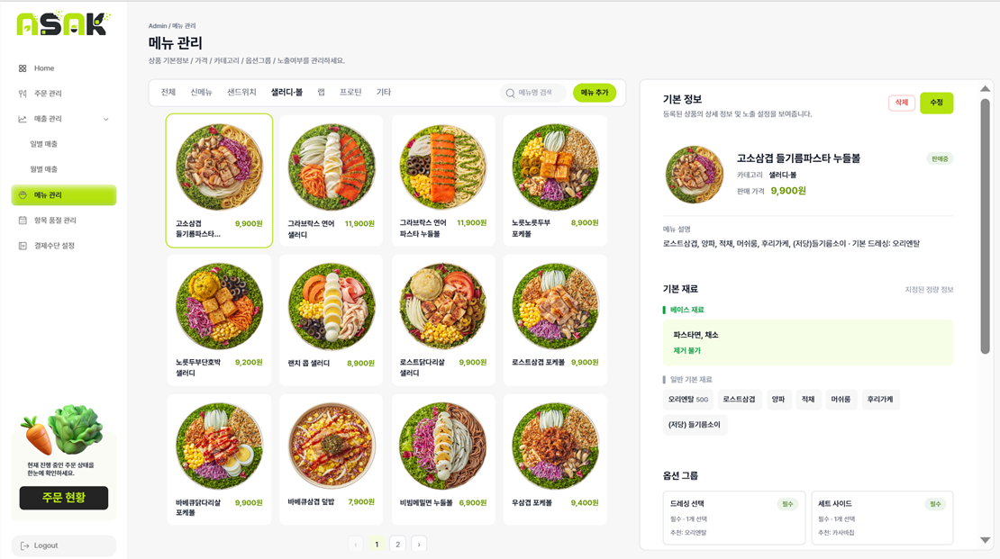 ASAK
Home
주문 관리
매출 관리
일별 매출
월별 매출
메뉴 관리
항목 품절 관리
결제수단 설정
현재 진행 중인 주문 상태를
한눈에 확인하세요.
주문 현황
Logout
Admin / 메뉴 관리
메뉴 관리
상품 기본정보 / 가격 / 카테고리 / 옵션그룹 / 노출여부를 관리하세요.
전체 신메뉴 샌드위치 샐러디·볼 랩 프로틴 기타 메뉴명 검색 메뉴 추가
고소삼겹 9,900원
들기름파스타...
그라브락스 연어 11,900원
샐러디
그라브락스 연어 11,900원
파스타 누들볼
노릇노릇두부 8,900원
포케볼
노릇두부단호박 9,200원
샐러디
랜치 콥 샐러디 8,900원
로스트닭다리살 9,900원
샐러디
로스트삼겹 포케볼 9,900원
바베큐닭다리살 9,900원
포케볼
바베큐삼겹 덮밥 7,900원
비빔메밀면 누들볼 6,900원
우삼겹 포케볼 9,400원
‹ 1 2 ›
기본 정보
등록된 상품의 상세 정보 및 노출 설정을 보여줍니다.
삭제 수정
고소삼겹 들기름파스타 누들볼 판매중
카테고리 샐러디·볼
판매 가격 9,900원
메뉴 설명
로스트삼겹, 양파, 적채, 머쉬룸, 후리가케, (저당)들기름소이 · 기본 드레싱: 오리엔탈
기본 재료 지정된 정량 정보
베이스 재료
파스타면, 채소
제거 불가
일반 기본 재료
오리엔탈 50G 로스트삼겹 양파 적채 머쉬룸 후리가케
(저당) 들기름소이
옵션 그룹
드레싱 선택 필수
필수 · 1개 선택
추천: 오리엔탈
세트 사이드 필수
필수 · 1개 선택
추천: 카사바칩